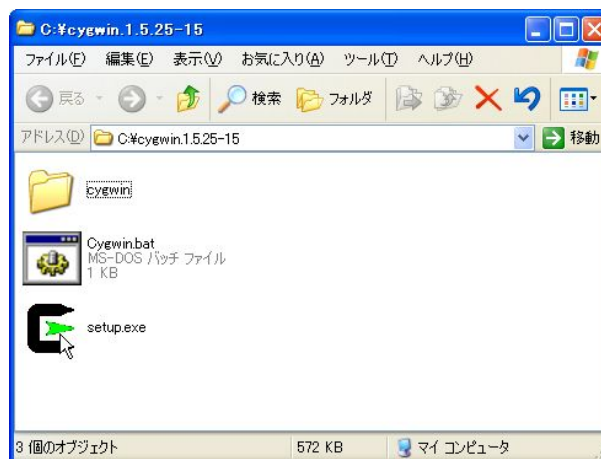 C:¥cygwin.1.5.25-15
ファイル(F) 編集(E) 表示(V) お気に入り(A) ツール(T) ヘルプ(H)
戻る 検索 フォルダ
アドレス(D) C:¥cygwin.1.5.25-15 移動
cygwin
Cygwin.bat
MS-DOS バッチ ファイル
1 KB
setup.exe
3 個のオブジェクト 572 KB マイ コンピュータ